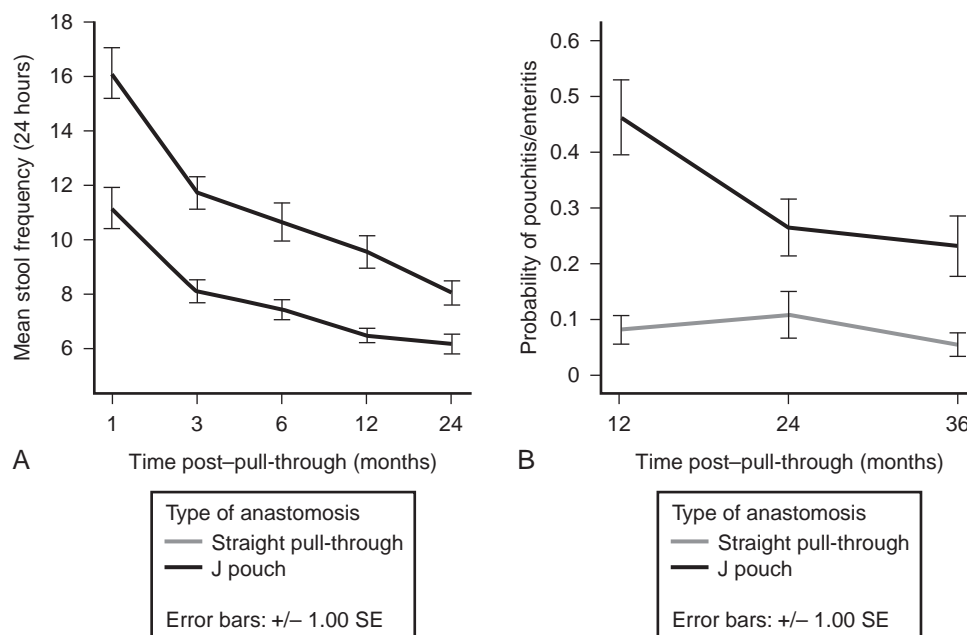 18
16
14
12
10
8
6
Mean stool frequency (24 hours)
1 3 6 12 24
A Time post–pull-through (months)
Type of anastomosis
Straight pull-through
J pouch
Error bars: +/– 1.00 SE
0.6
0.5
0.4
0.3
0.2
0.1
0
Probability of pouchitis/enteritis
12 24 36
B Time post–pull-through (months)
Type of anastomosis
Straight pull-through
J pouch
Error bars: +/– 1.00 SE